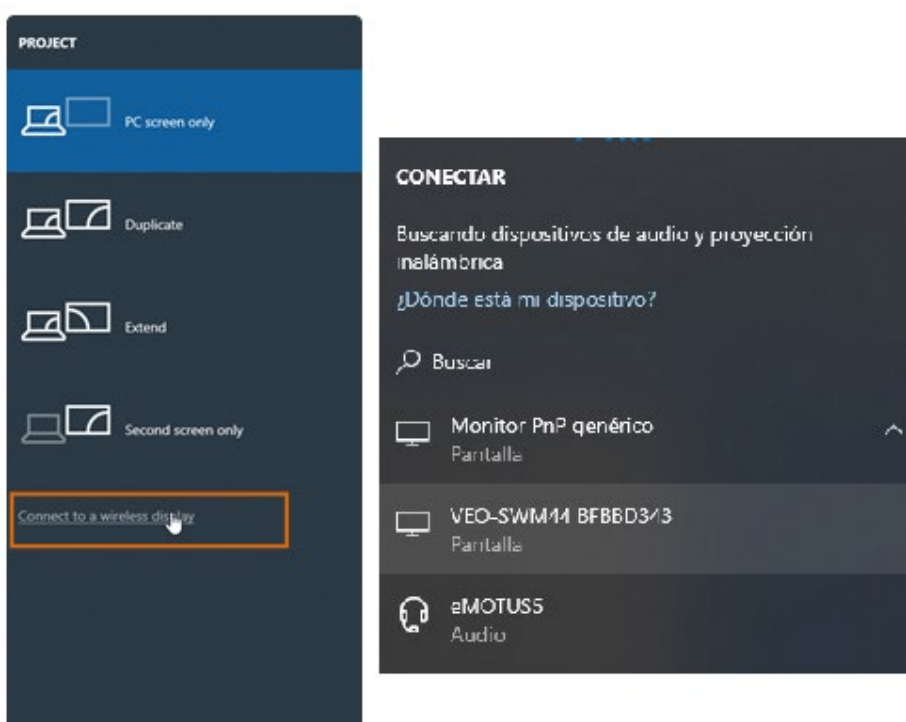 PROJECT
PC screen only
Duplicate
Extend
Second screen only
Connect to a wireless display
CONECTAR
Buscando dispositivos de audio y proyección
inalámbrica
¿Dónde está mi dispositivo?
Buscar
Monitor PnP genérico
Pantalla
VEO-SWM44 BFBBD343
Pantalla
eMOTUS5
Audio